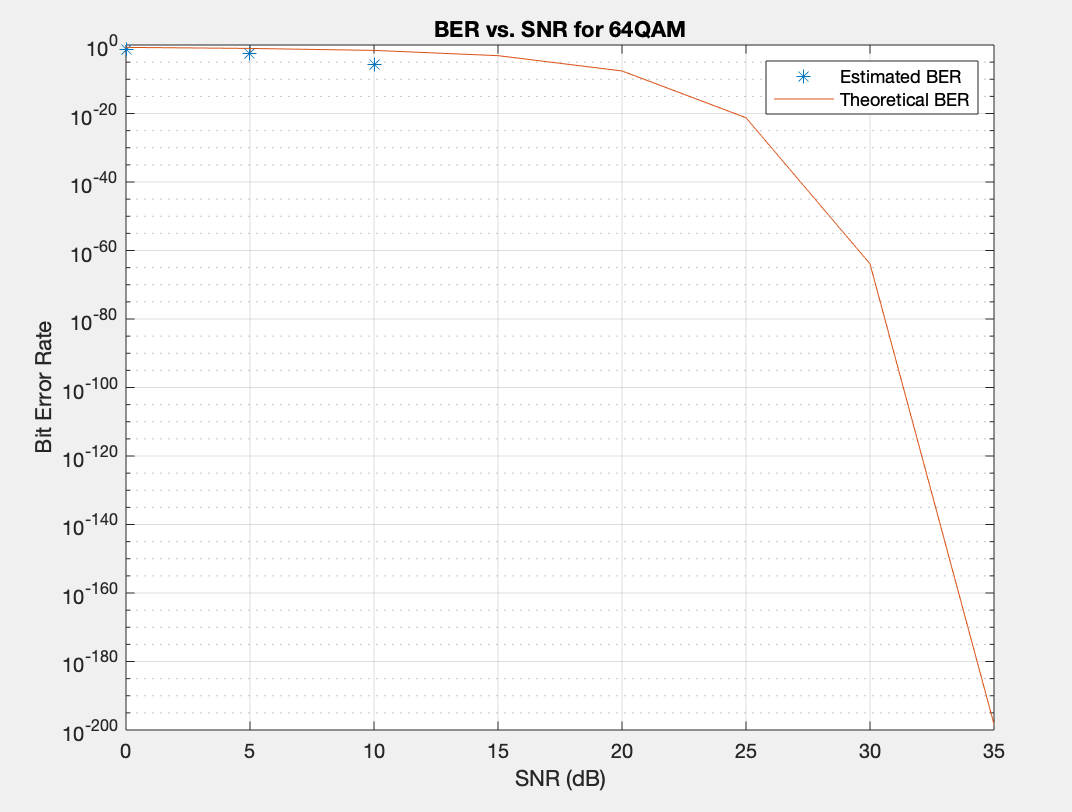 BER vs. SNR for 64QAM
Estimated BER
Theoretical BER
10^0
10^-20
10^-40
10^-60
10^-80
10^-100
10^-120
10^-140
10^-160
10^-180
10^-200
Bit Error Rate
0 5 10 15 20 25 30 35
SNR (dB)